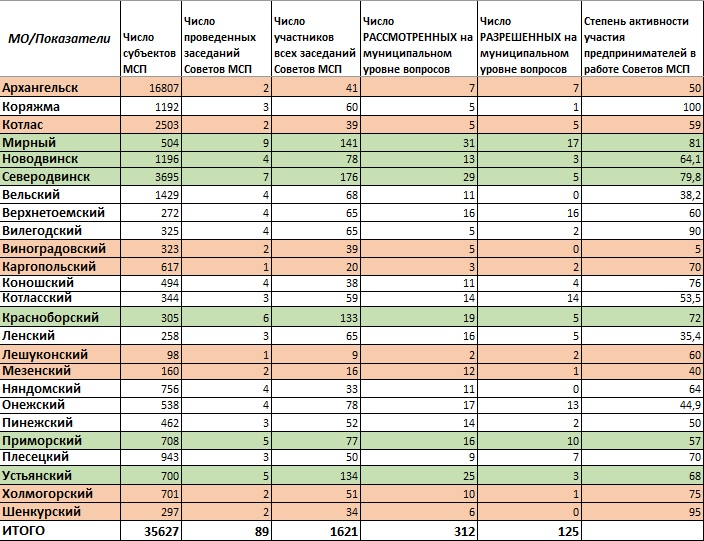 МО/Показатели | Число субъектов МСП | Число проведенных заседаний Советов МСП | Число участников всех заседаний Советов МСП | Число РАССМОТРЕННЫХ на муниципальном уровне вопросов | Число РАЗРЕШЕННЫХ на муниципальном уровне вопросов | Степень активности участия предпринимателей в работе Советов МСП
Архангельск | 16807 | 2 | 41 | 7 | 7 | 50
Коряжма | 1192 | 3 | 60 | 5 | 1 | 100
Котлас | 2503 | 2 | 39 | 5 | 5 | 59
Мирный | 504 | 9 | 141 | 31 | 17 | 81
Новодвинск | 1196 | 4 | 78 | 13 | 3 | 64,1
Северодвинск | 3695 | 7 | 176 | 29 | 5 | 79,8
Вельский | 1429 | 4 | 68 | 11 | 0 | 38,2
Верхнетоемский | 272 | 4 | 65 | 16 | 16 | 60
Вилегодский | 325 | 4 | 65 | 5 | 2 | 90
Виноградовский | 323 | 2 | 39 | 5 | 0 | 5
Каргопольский | 617 | 1 | 20 | 3 | 2 | 70
Коношский | 494 | 4 | 38 | 11 | 4 | 76
Котласский | 344 | 3 | 59 | 14 | 14 | 53,5
Красноборский | 305 | 6 | 133 | 19 | 5 | 72
Ленский | 258 | 3 | 65 | 16 | 5 | 35,4
Лешуконский | 98 | 1 | 9 | 2 | 2 | 60
Мезенский | 160 | 2 | 16 | 12 | 1 | 40
Няндомский | 756 | 4 | 33 | 11 | 0 | 64
Онежский | 538 | 4 | 78 | 17 | 13 | 44,9
Пинежский | 462 | 3 | 52 | 14 | 2 | 50
Приморский | 708 | 5 | 77 | 16 | 10 | 57
Плесецкий | 943 | 3 | 50 | 9 | 7 | 70
Устьянский | 700 | 5 | 134 | 25 | 3 | 68
Холмогорский | 701 | 2 | 51 | 10 | 1 | 75
Шенкурский | 297 | 2 | 34 | 6 | 0 | 95
ИТОГО | 35627 | 89 | 1621 | 312 | 125